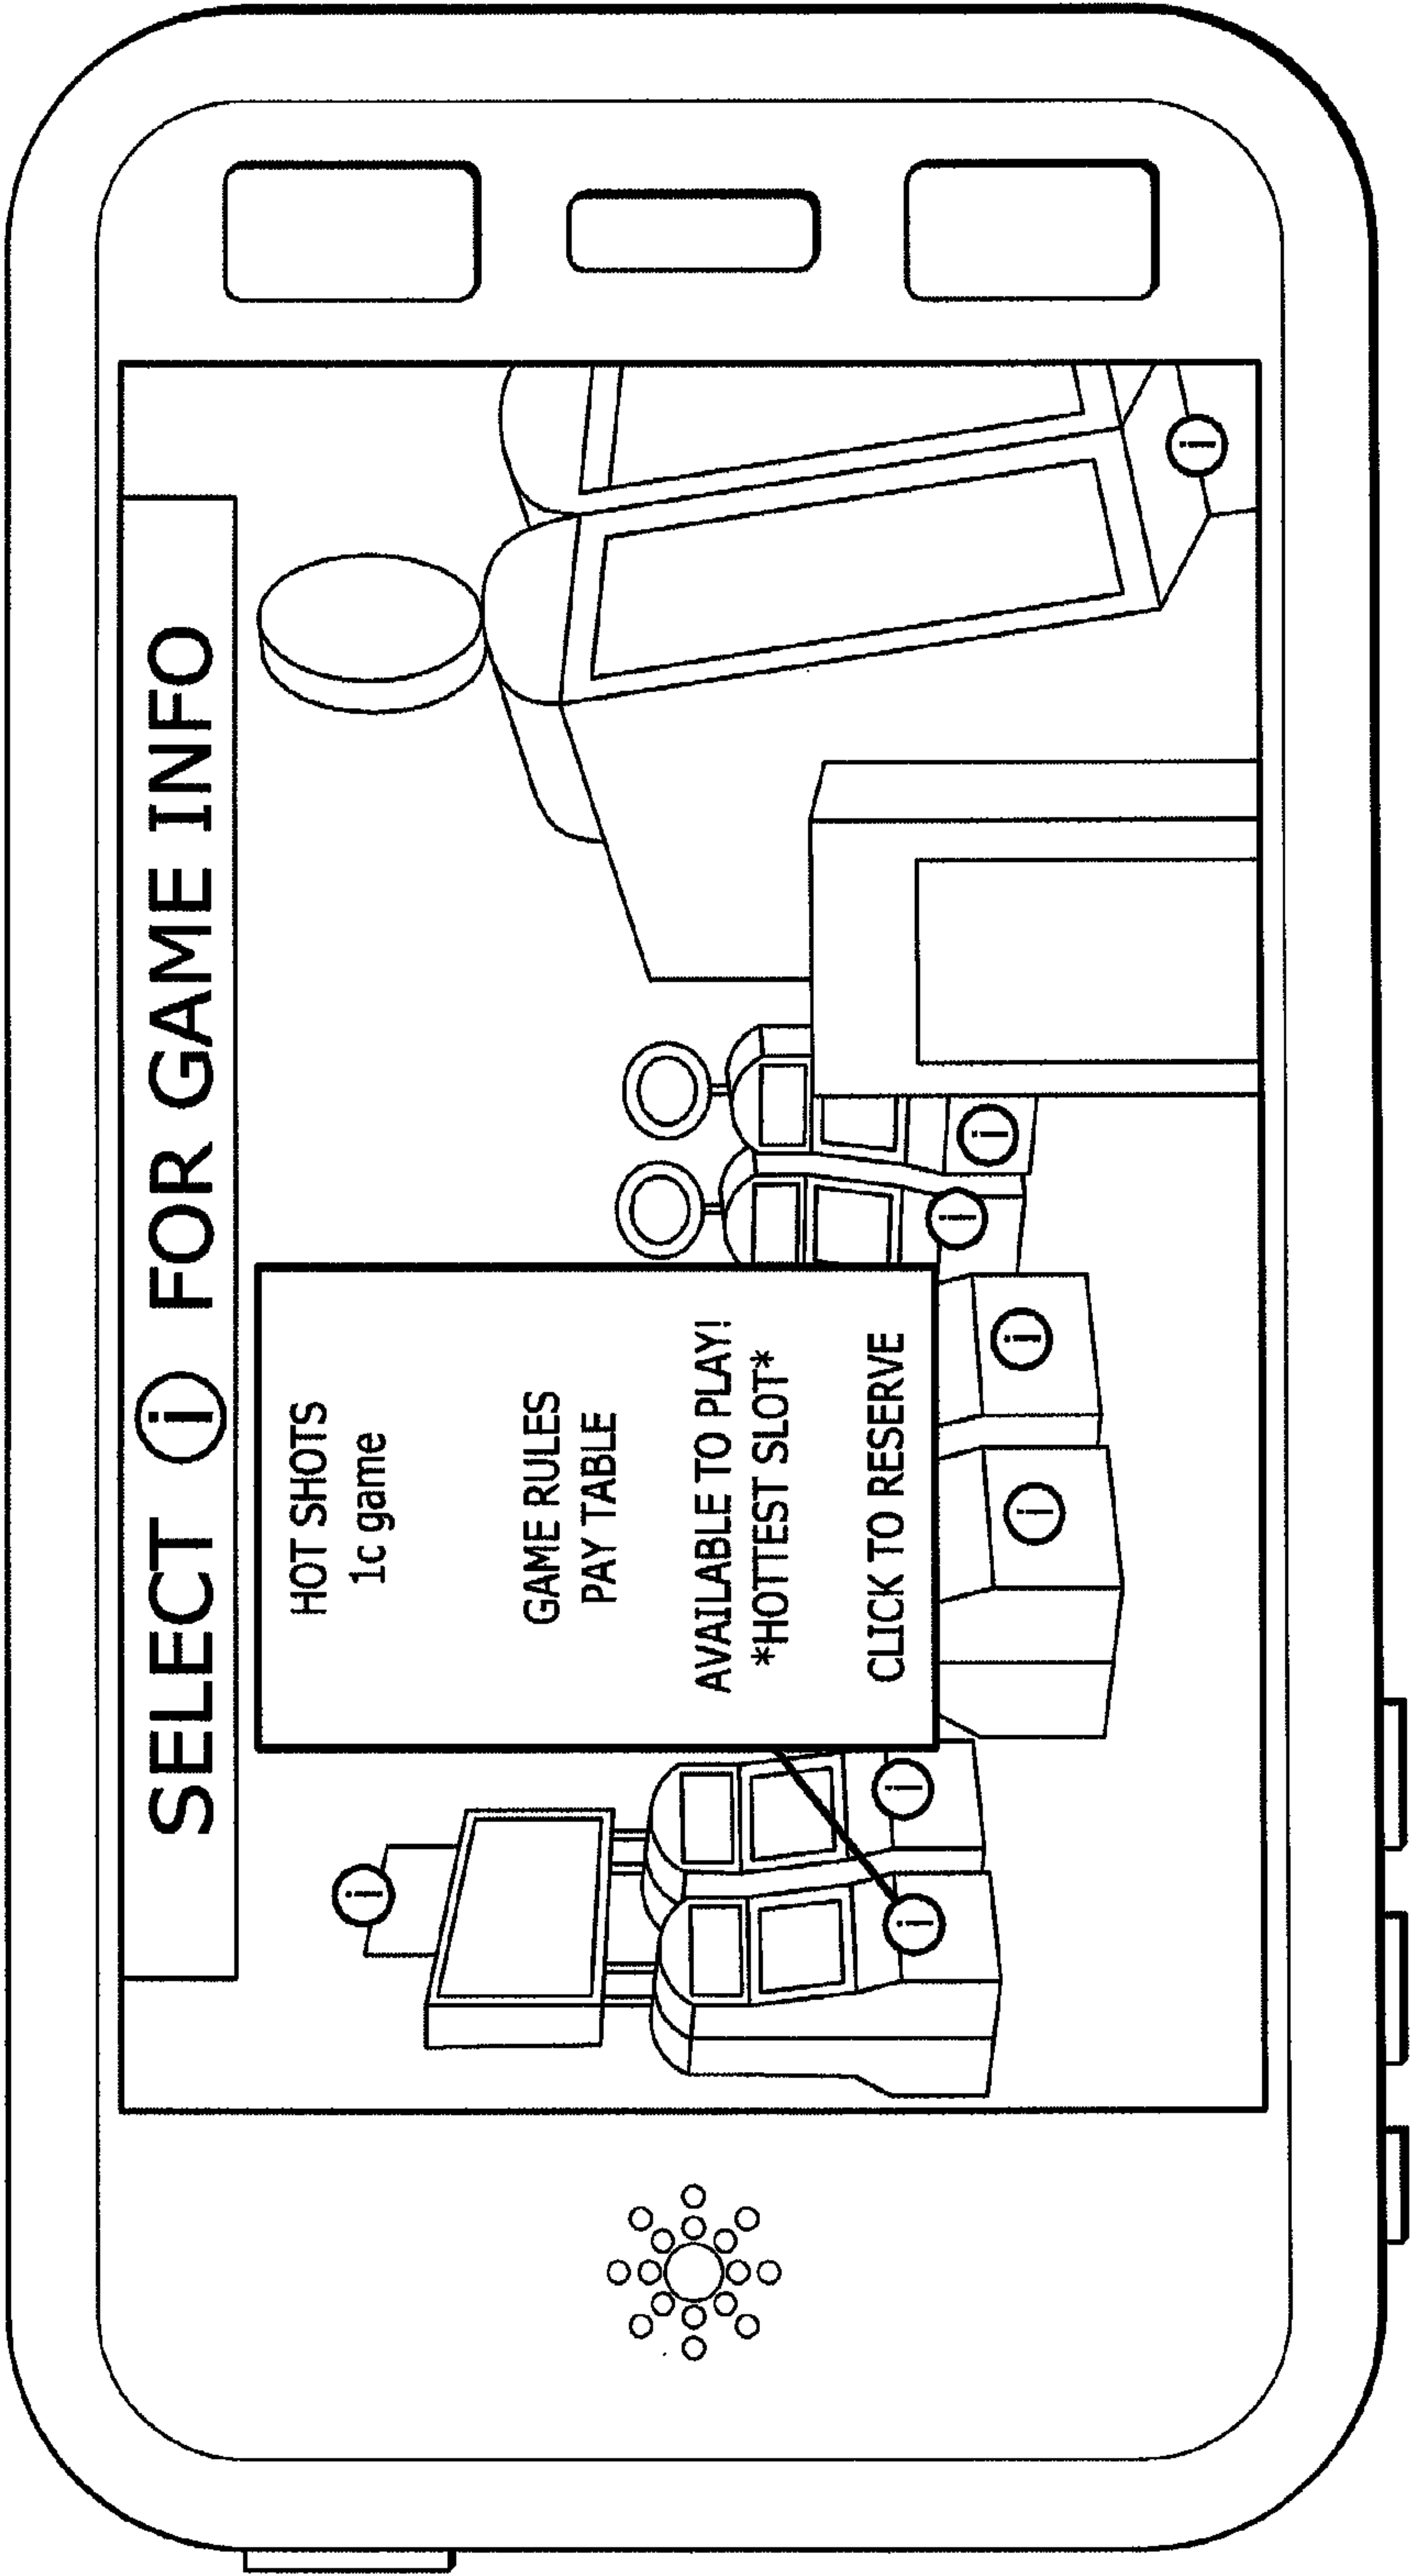 SELECT i FOR GAME INFO
HOT SHOTS
1c game
GAME RULES
PAY TABLE
AVAILABLE TO PLAY!
*HOTTEST SLOT*
CLICK TO RESERVE
i
i
i
i
i
i
i
i